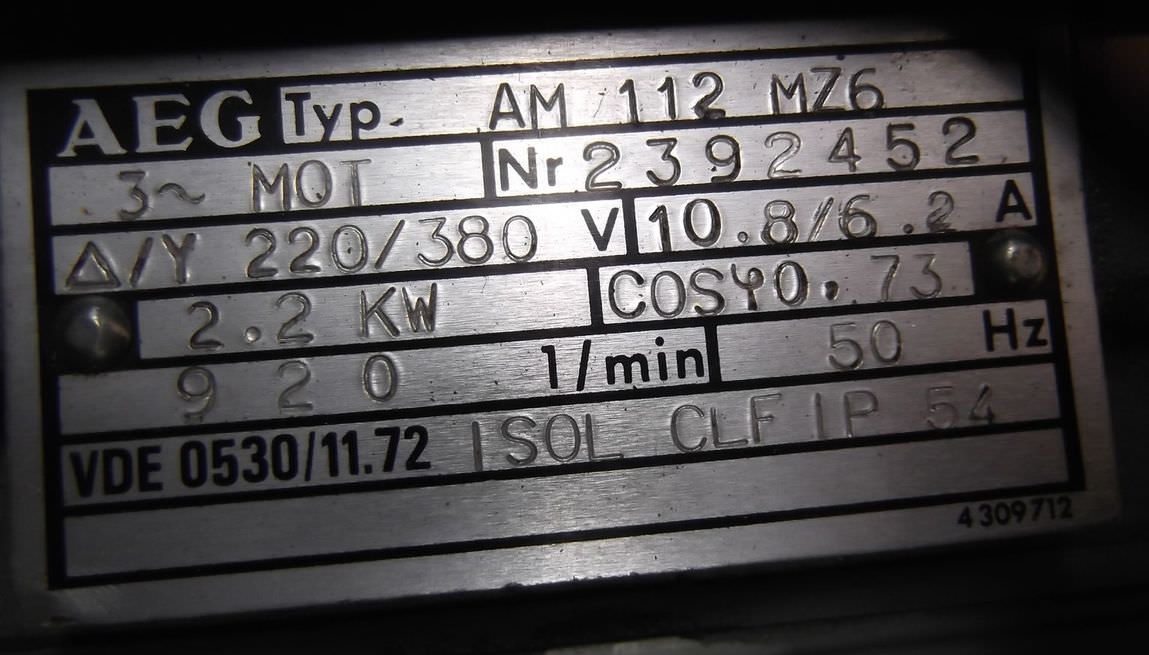 AEG Typ. AM 112 MZ6
3~ MOT Nr 2392452
Δ/Y 220/380 V 10.8/6.2 A
2.2 KW COSφ0.73
920 1/min 50 Hz
VDE 0530/11.72 ISOL CLF IP 54
4309712